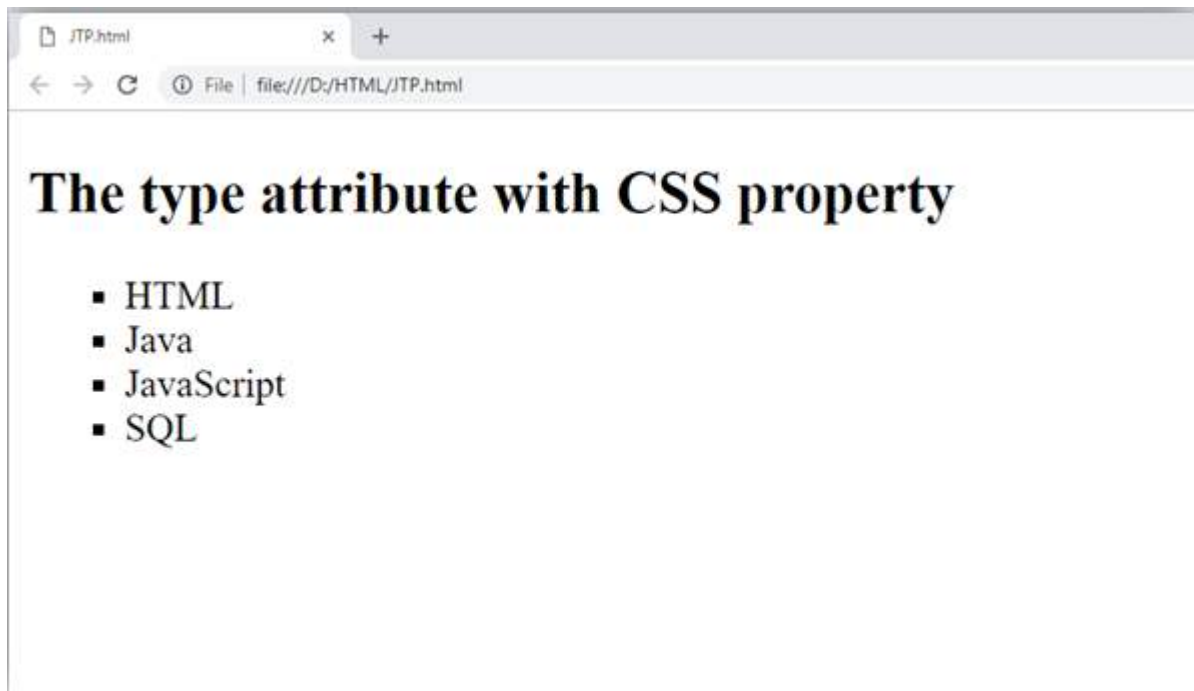 JTP.html
File | file:///D:/HTML/JTP.html
The type attribute with CSS property
HTML
Java
JavaScript
SQL